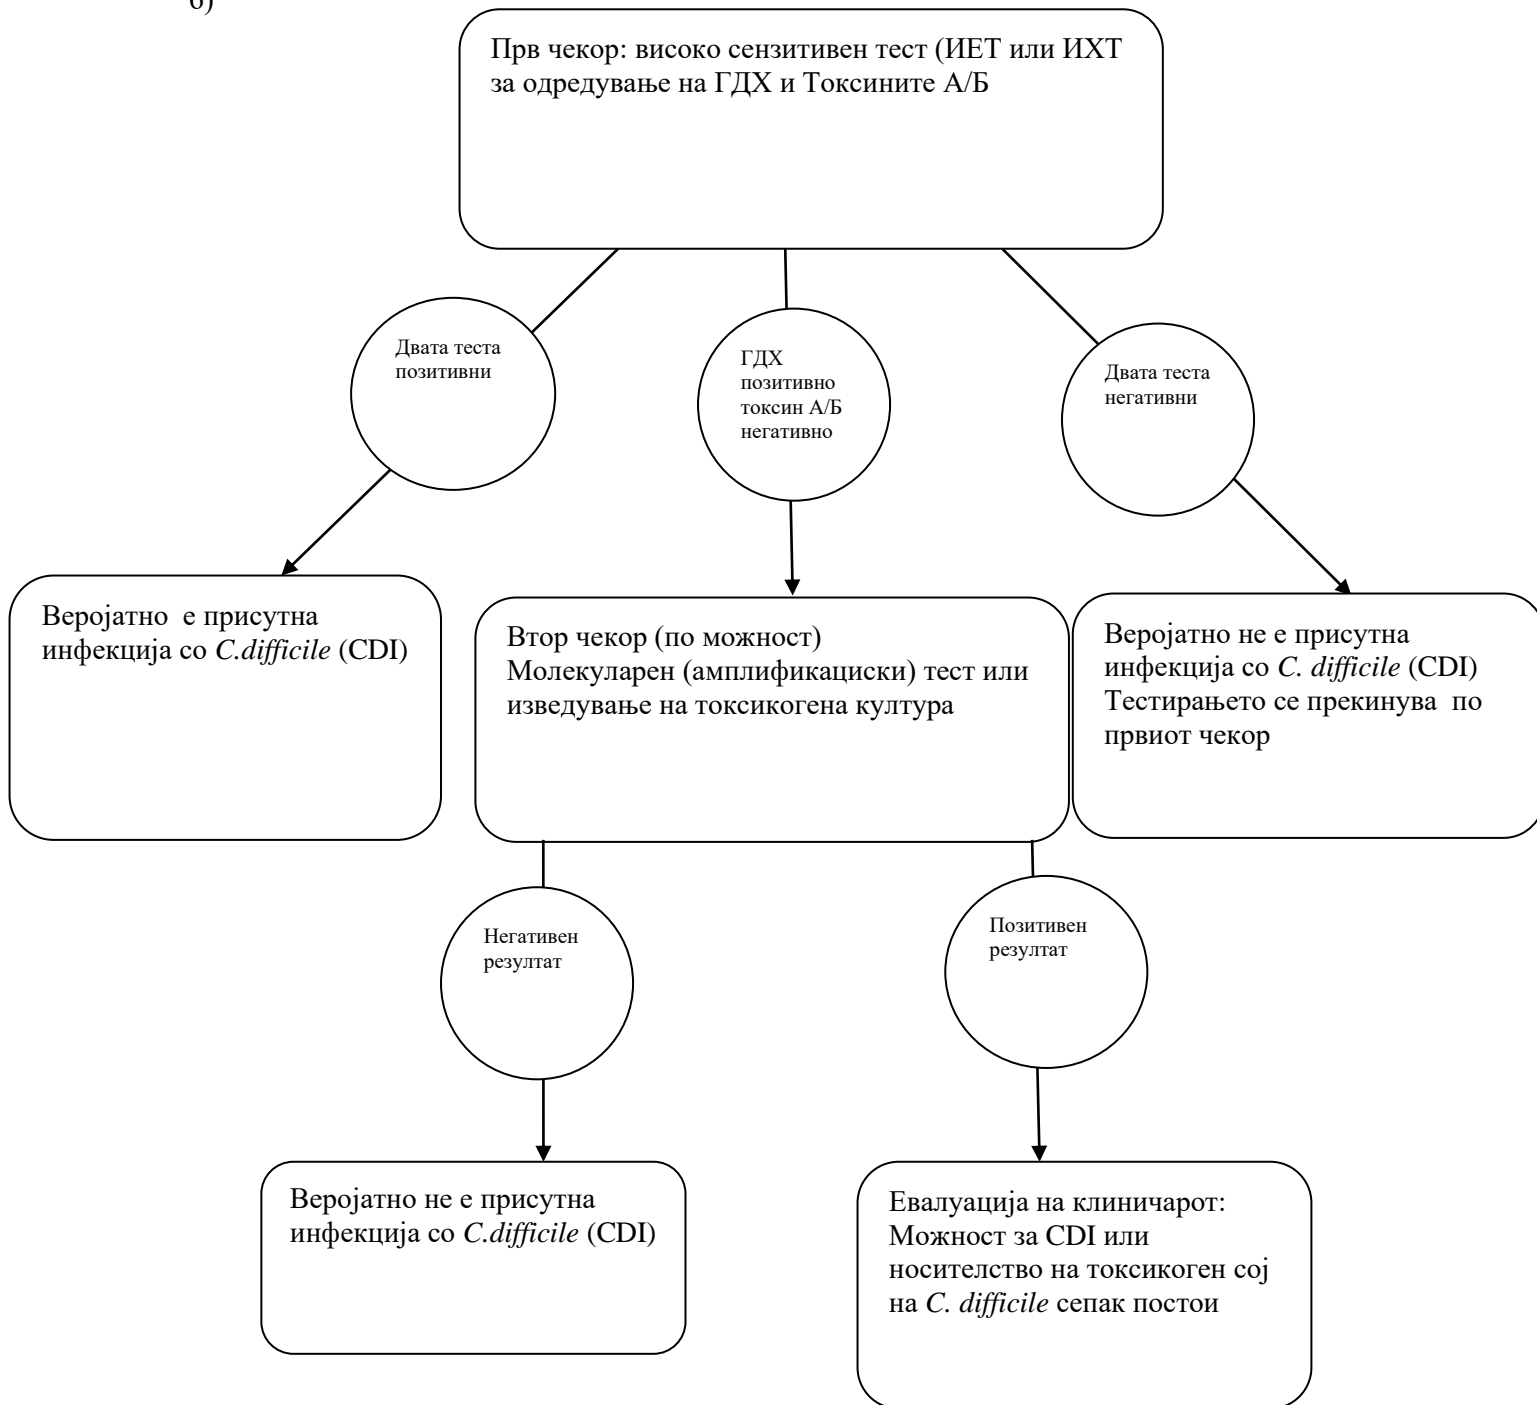 б)
Прв чекор: високо сензитивен тест (ИЕТ или ИХТ
за одредување на ГДХ и Токсините А/Б
Двата теста
позитивни
ГДХ
позитивно
токсин А/Б
негативно
Двата теста
негативни
Веројатно е присутна
инфекција со C.difficile (CDI)
Втор чекор (по можност)
Молекуларен (амплификациски) тест или
изведување на токсикогена култура
Веројатно не е присутна
инфекција со C. difficile (CDI)
Тестирањето се прекинува по
првиот чекор
Негативен
резултат
Позитивен
резултат
Веројатно не е присутна
инфекција со C.difficile (CDI)
Евалуација на клиничарот:
Можност за CDI или
носителство на токсикоген сој
на C. difficile сепак постои